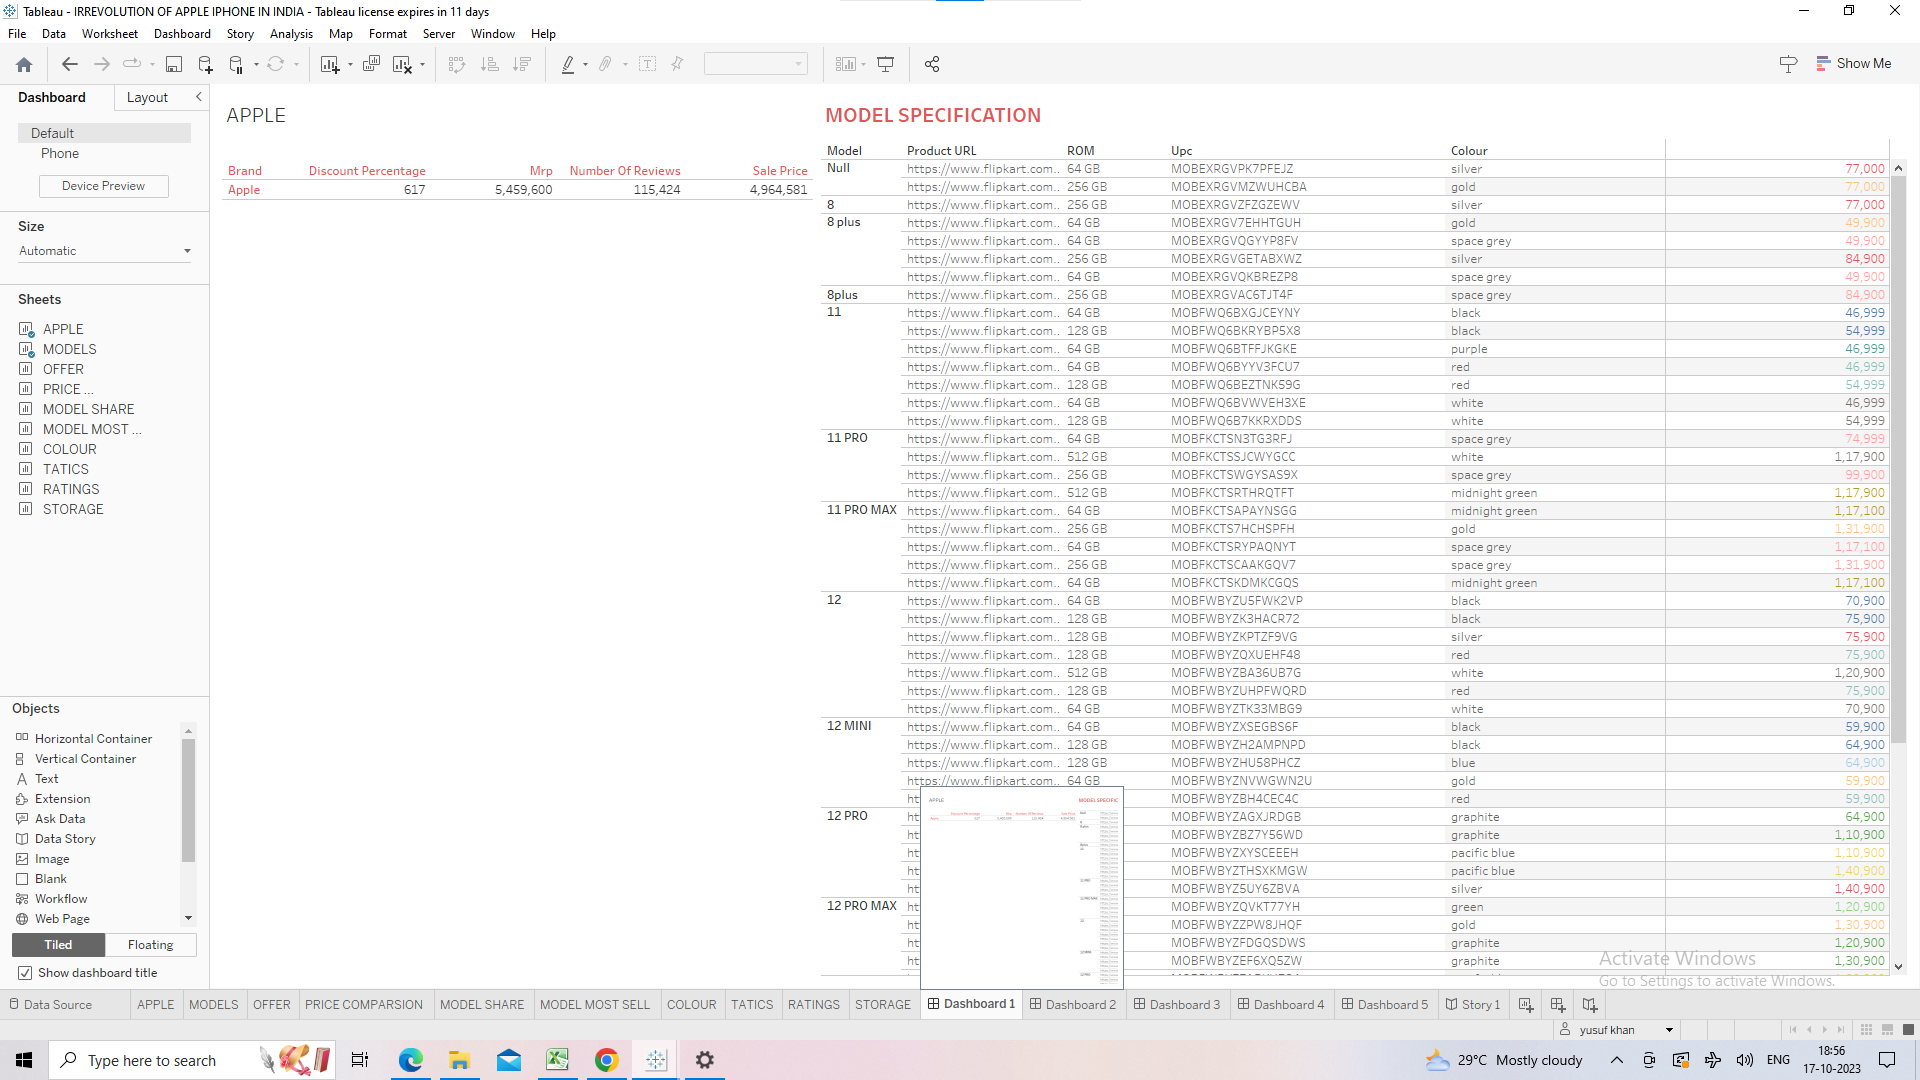 Tableau - IRREVOLUTION OF APPLE IPHONE IN INDIA - Tableau license expires in 11 days
File Data Worksheet Dashboard Story Analysis Map Format Server Window Help
Show Me
Dashboard Layout
Default
Phone
Device Preview
Size
Automatic
Sheets
APPLE
MODELS
OFFER
PRICE ...
MODEL SHARE
MODEL MOST ...
COLOUR
TATICS
RATINGS
STORAGE
Objects
Horizontal Container
Vertical Container
Text
Extension
Ask Data
Data Story
Image
Blank
Workflow
Web Page
Tiled Floating
Show dashboard title
APPLE
Brand Discount Percentage Mrp Number Of Reviews Sale Price
Apple 617 5,459,600 115,424 4,964,581
MODEL SPECIFICATION
Model Product URL ROM Upc Colour
Null https://www.flipkart.com.. 64 GB MOBEXRGVPK7PFEJZ silver 77,000
https://www.flipkart.com.. 256 GB MOBEXRGVMZWUHCBA gold 77,000
8 https://www.flipkart.com.. 256 GB MOBEXRGVZFZGZEWV silver 77,000
8 plus https://www.flipkart.com.. 64 GB MOBEXRGV7EHHTGUH gold 49,900
https://www.flipkart.com.. 64 GB MOBEXRGVQGYYP8FV space grey 49,900
https://www.flipkart.com.. 256 GB MOBEXRGVGETABXWZ silver 84,900
https://www.flipkart.com.. 64 GB MOBEXRGVQKBREZP8 space grey 49,900
8plus https://www.flipkart.com.. 256 GB MOBEXRGVAC6TJT4F space grey 84,900
11 https://www.flipkart.com.. 64 GB MOBFWQ6BXGJCEYNY black 46,999
https://www.flipkart.com.. 128 GB MOBFWQ6BKRYBP5X8 black 54,999
https://www.flipkart.com.. 64 GB MOBFWQ6BTFFJKGKE purple 46,999
https://www.flipkart.com.. 64 GB MOBFWQ6BYYV3FCU7 red 46,999
https://www.flipkart.com.. 128 GB MOBFWQ6BEZTNK59G red 54,999
https://www.flipkart.com.. 64 GB MOBFWQ6BVWVEH3XE white 46,999
https://www.flipkart.com.. 128 GB MOBFWQ6B7KKRXDDS white 54,999
11 PRO https://www.flipkart.com.. 64 GB MOBFKCTSN3TG3RFJ space grey 74,999
https://www.flipkart.com.. 512 GB MOBFKCTSSJCWYGCC white 1,17,900
https://www.flipkart.com.. 256 GB MOBFKCTSWGYSAS9X space grey 99,900
https://www.flipkart.com.. 512 GB MOBFKCTSRTHRQTFT midnight green 1,17,900
11 PRO MAX https://www.flipkart.com.. 64 GB MOBFKCTSAPAYNSGG midnight green 1,17,100
https://www.flipkart.com.. 256 GB MOBFKCTS7HCHSPFH gold 1,31,900
https://www.flipkart.com.. 64 GB MOBFKCTSRYPAQNYT space grey 1,17,100
https://www.flipkart.com.. 256 GB MOBFKCTSCAAKGQV7 space grey 1,31,900
https://www.flipkart.com.. 64 GB MOBFKCTSKDMKCGQS midnight green 1,17,100
12 https://www.flipkart.com.. 64 GB MOBFWBYZU5FWK2VP black 70,900
https://www.flipkart.com.. 128 GB MOBFWBYZK3HACR72 black 75,900
https://www.flipkart.com.. 128 GB MOBFWBYZKPTZF9VG silver 75,900
https://www.flipkart.com.. 128 GB MOBFWBYZQXUEHF48 red 75,900
https://www.flipkart.com.. 512 GB MOBFWBYZBA36UB7G white 1,20,900
https://www.flipkart.com.. 128 GB MOBFWBYZUHPFWQRD red 75,900
https://www.flipkart.com.. 64 GB MOBFWBYZTK33MBG9 white 70,900
12 MINI https://www.flipkart.com.. 64 GB MOBFWBYZXSEGBS6F black 59,900
https://www.flipkart.com.. 128 GB MOBFWBYZH2AMPNPD black 64,900
https://www.flipkart.com.. 128 GB MOBFWBYZHU58PHCZ blue 64,900
https://www.flipkart.com.. 64 GB MOBFWBYZNVWGWN2U gold 59,900
ht MOBFWBYZBH4CEC4C red 59,900
12 PRO ht MOBFWBYZAGXJRDGB graphite 64,900
ht MOBFWBYZBZ7Y56WD graphite 1,10,900
ht MOBFWBYZXYSCEEEH pacific blue 1,10,900
ht MOBFWBYZTHSXKMGW pacific blue 1,40,900
ht MOBFWBYZ5UY6ZBVA silver 1,40,900
12 PRO MAX ht MOBFWBYZQVKT77YH green 1,20,900
ht MOBFWBYZZPW8JHQF gold 1,30,900
ht MOBFWBYZFDGQSDWS graphite 1,20,900
ht MOBFWBYZEF6XQ5ZW graphite 1,30,900
APPLE MODEL SPECIFIC
Activate Windows
Go to Settings to activate Windows.
Data Source APPLE MODELS OFFER PRICE COMPARSION MODEL SHARE MODEL MOST SELL COLOUR TATICS RATINGS STORAGE Dashboard 1 Dashboard 2 Dashboard 3 Dashboard 4 Dashboard 5 Story 1
yusuf khan
Type here to search
29°C Mostly cloudy
ENG
18:56
17-10-2023